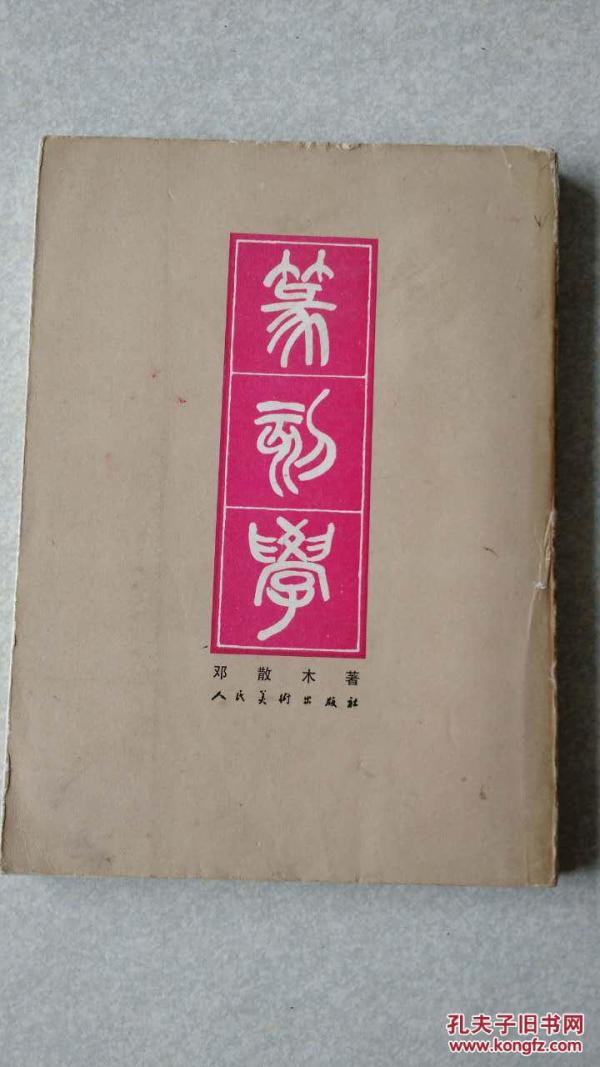 篆
刻
學
邓散木著
人民美術出版社
孔夫子旧书网
www.kongfz.com